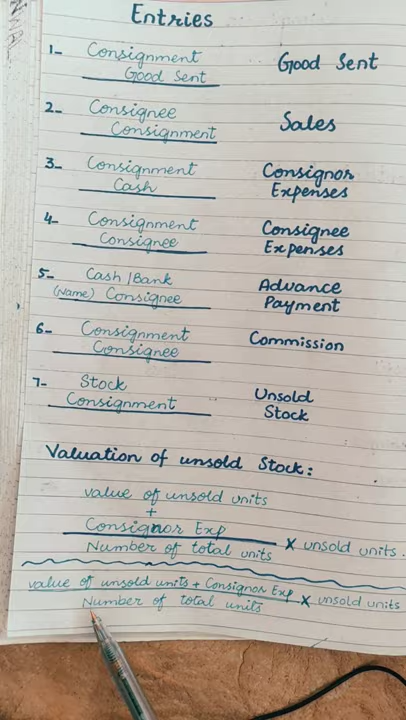 Entries
1- Consignment Good Sent
Good Sent
2- Consignee Sales
Consignment
3- Consignment Consignor
Cash Expenses
4- Consignment Consignee
Consignee Expenses
5- Cash/Bank Advance
(Name) Consignee Payment
6- Consignment Commission
Consignee
7- Stock Unsold
Consignment Stock
Valuation of unsold Stock:
value of unsold units
+
Consignor Exp
Number of total units × unsold units.
value of unsold units + Consignor Exp × unsold units
Number of total units